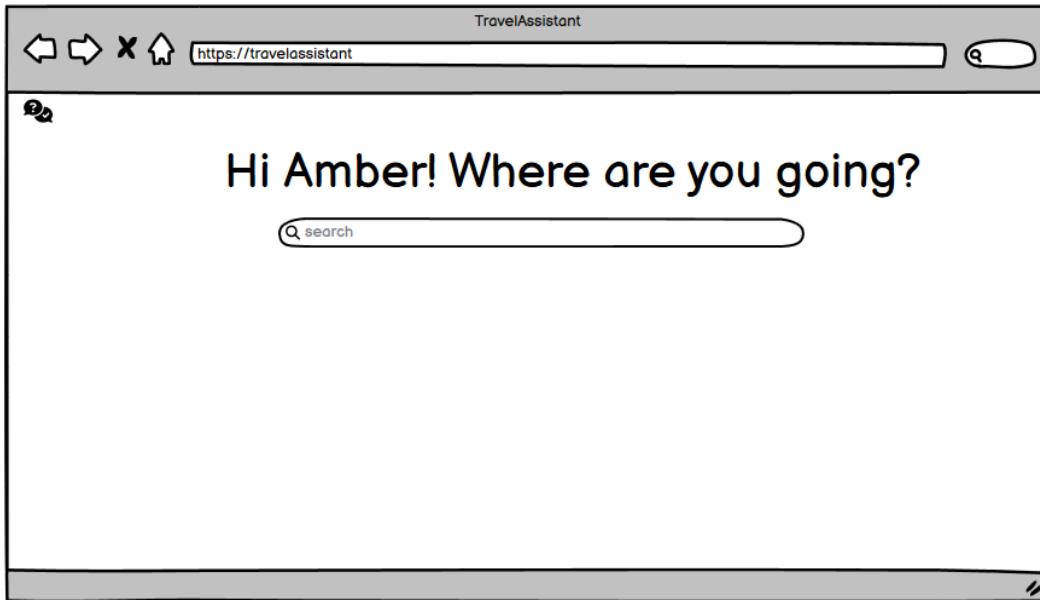 TravelAssistant
https://travelassistant
?
Hi Amber! Where are you going?
search